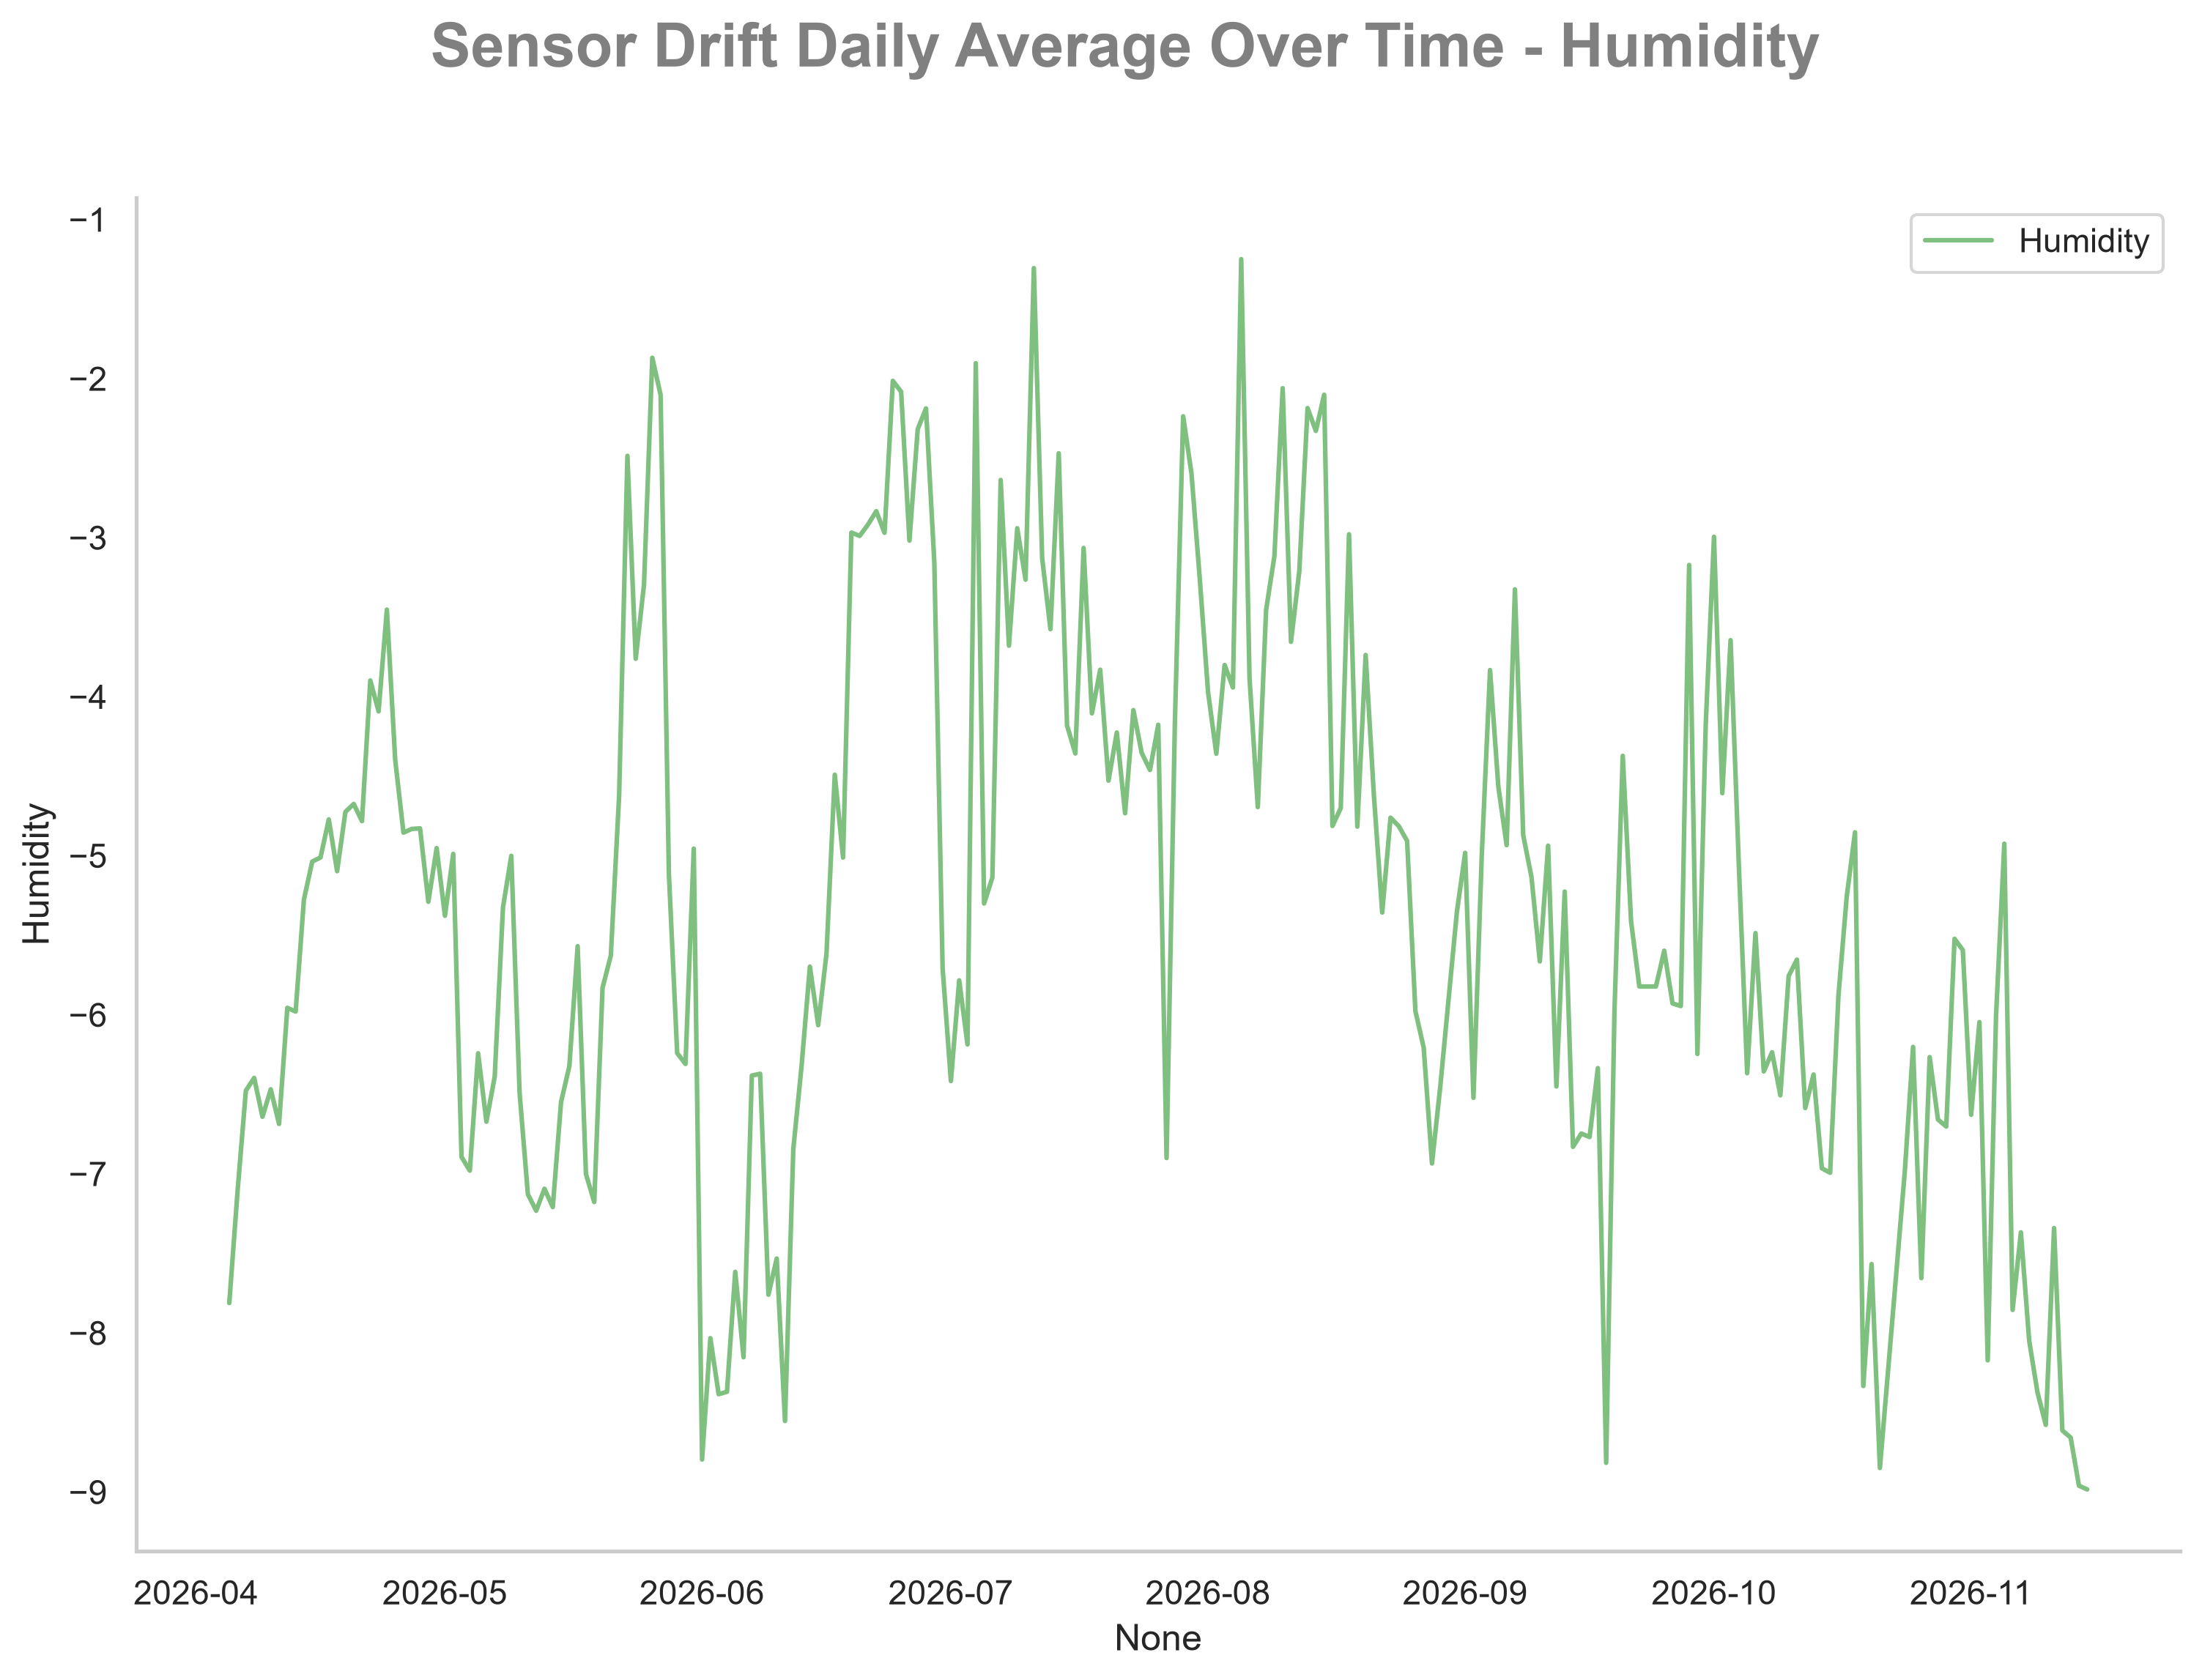 Sensor Drift Daily Average Over Time - Humidity
−1
Humidity
−2
−3
−4
−5
−6
−7
−8
−9
Humidity
2026-04 2026-05 2026-06 2026-07 2026-08 2026-09 2026-10 2026-11
None